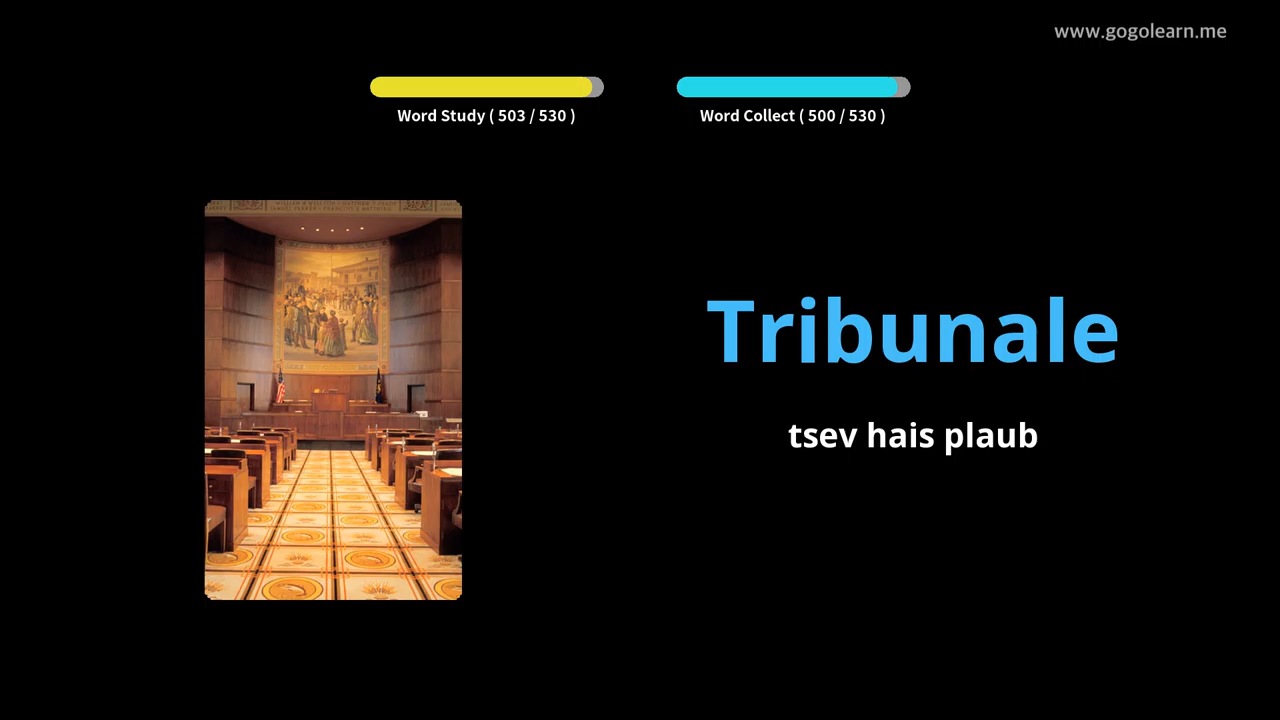 www.gogolearn.me
Word Study ( 503 / 530 )
Word Collect ( 500 / 530 )
Tribunale
tsev hais plaub